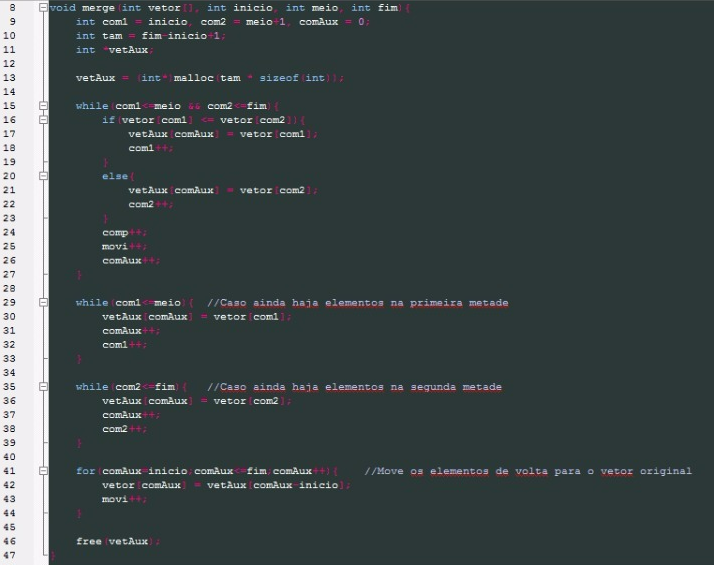 8 void merge(int vetor[], int inicio, int meio, int fim){
9 int com1 = inicio, com2 = meio+1, comAux = 0;
10 int tam = fim-inicio+1;
11 int *vetAux;
12
13 vetAux = (int*)malloc(tam * sizeof(int));
14
15 while(com1<=meio && com2<=fim){
16 if(vetor[com1] <= vetor[com2]){
17 vetAux[comAux] = vetor[com1];
18 com1++;
19 }
20 else{
21 vetAux[comAux] = vetor[com2];
22 com2++;
23 }
24 comp++;
25 movi++;
26 comAux++;
27 }
28
29 while(com1<=meio){ //Caso ainda haja elementos na primeira metade
30 vetAux[comAux] = vetor[com1];
31 comAux++;
32 com1++;
33 }
34
35 while(com2<=fim){ //Caso ainda haja elementos na segunda metade
36 vetAux[comAux] = vetor[com2];
37 comAux++;
38 com2++;
39 }
40
41 for(comAux=inicio;comAux<=fim;comAux++){ //Move os elementos de volta para o vetor original
42 vetor[comAux] = vetAux[comAux-inicio];
43 movi++;
44 }
45
46 free(vetAux);
47 }